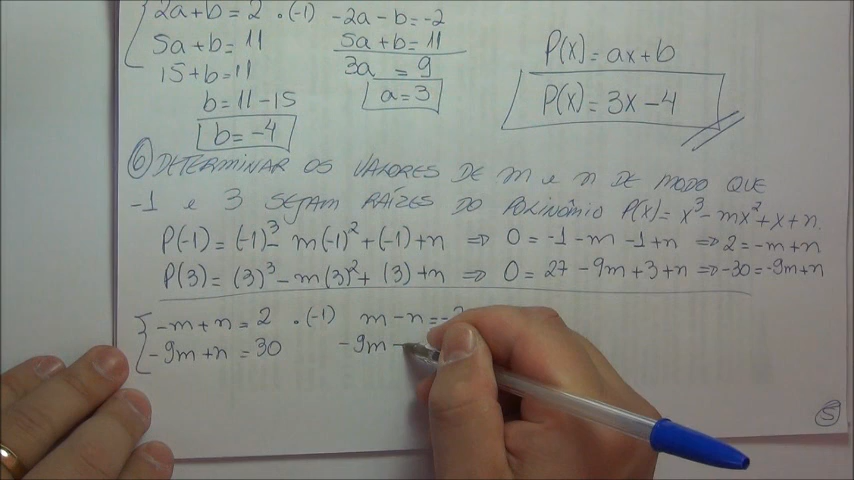 2a+b=2 .(-1) -2a-b=-2
5a+b=11 5a+b=11
15+b=11 3a=9
b=11-15 a=3
b=-4
P(x)=ax+b
P(x)=3x-4
6 DETERMINAR OS VALORES DE m e n DE MODO QUE
-1 e 3 SEJAM RAÍZES DO POLINÔMIO P(x)=x³-mx²+x+n.
P(-1)=(-1)³-m(-1)²+(-1)+n ⇒ 0=-1-m-1+n ⇒ 2=-m+n
P(3)=(3)³-m(3)²+(3)+n ⇒ 0=27-9m+3+n ⇒ -30=-9m+n
-m+n=2 .(-1) m-n=-2
-9m+n=30 -9m
5